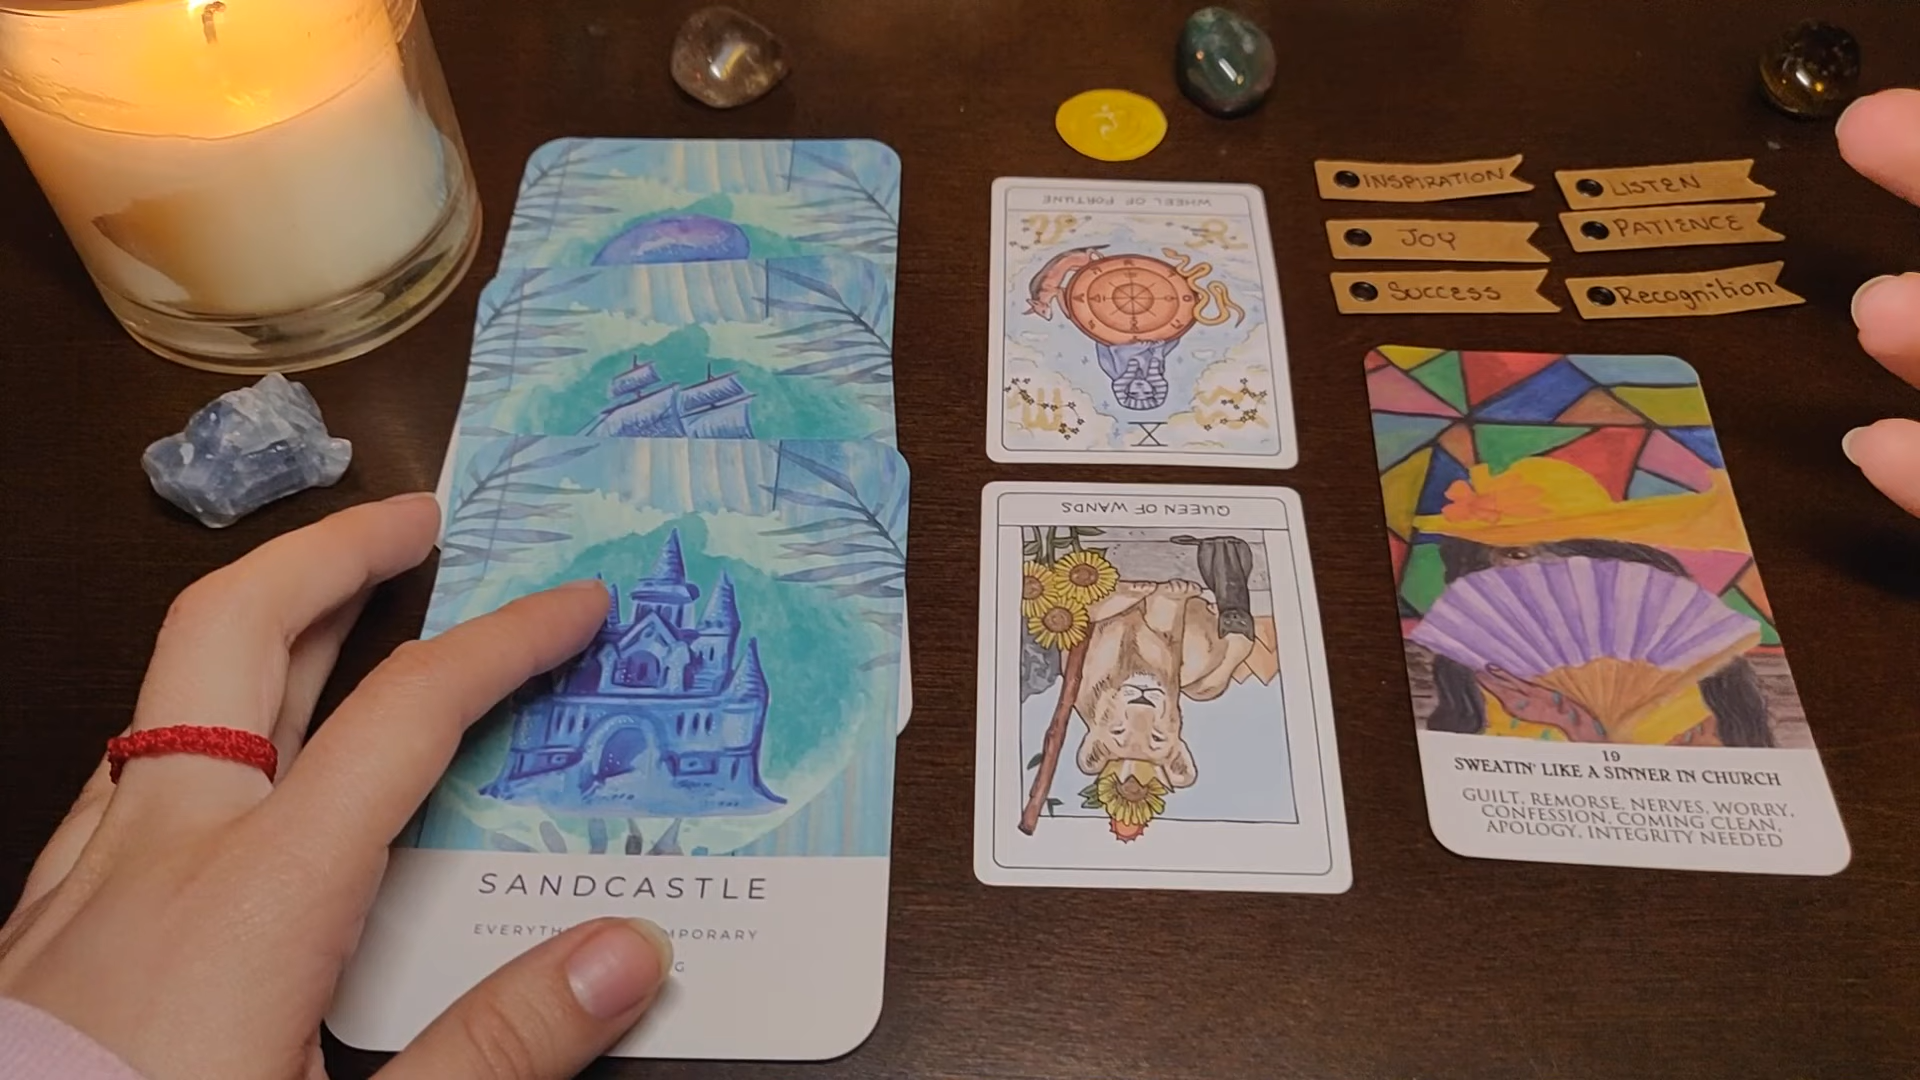 WHEEL OF FORTUNE
X
QUEEN OF WANDS
INSPIRATION
LISTEN
JOY
PATIENCE
SUCCESS
Recognition
19
SWEATIN' LIKE A SINNER IN CHURCH
GUILT, REMORSE, NERVES, WORRY,
CONFESSION, COMING CLEAN,
APOLOGY, INTEGRITY NEEDED
SANDCASTLE